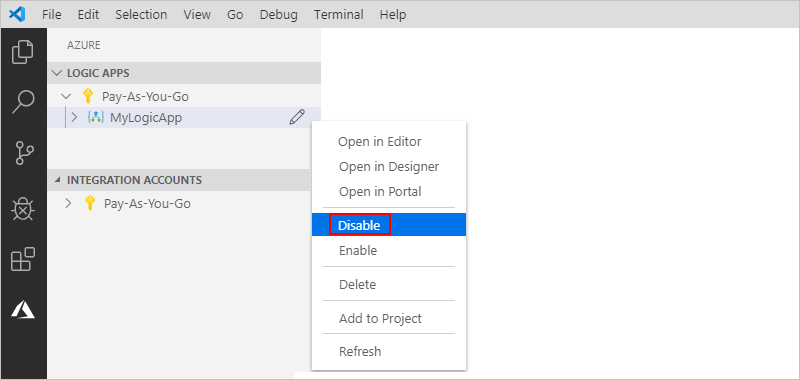 File Edit Selection View Go Debug Terminal Help
AZURE
LOGIC APPS
Pay-As-You-Go
MyLogicApp
INTEGRATION ACCOUNTS
Pay-As-You-Go
Open in Editor
Open in Designer
Open in Portal
Disable
Enable
Delete
Add to Project
Refresh